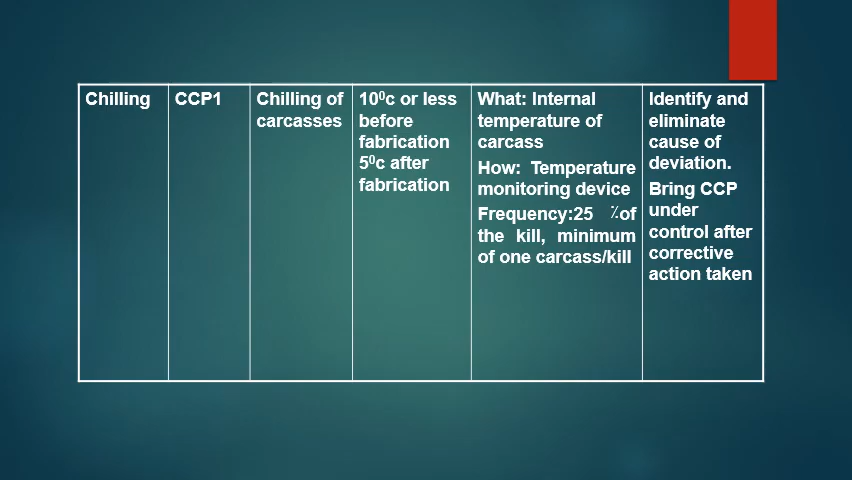 Chilling
CCP1
Chilling of
carcasses
10⁰c or less
before
fabrication
5⁰c after
fabrication
What: Internal
temperature of
carcass
How: Temperature
monitoring device
Frequency:25 ٪of
the kill, minimum
of one carcass/kill
Identify and
eliminate
cause of
deviation.
Bring CCP
under
control after
corrective
action taken